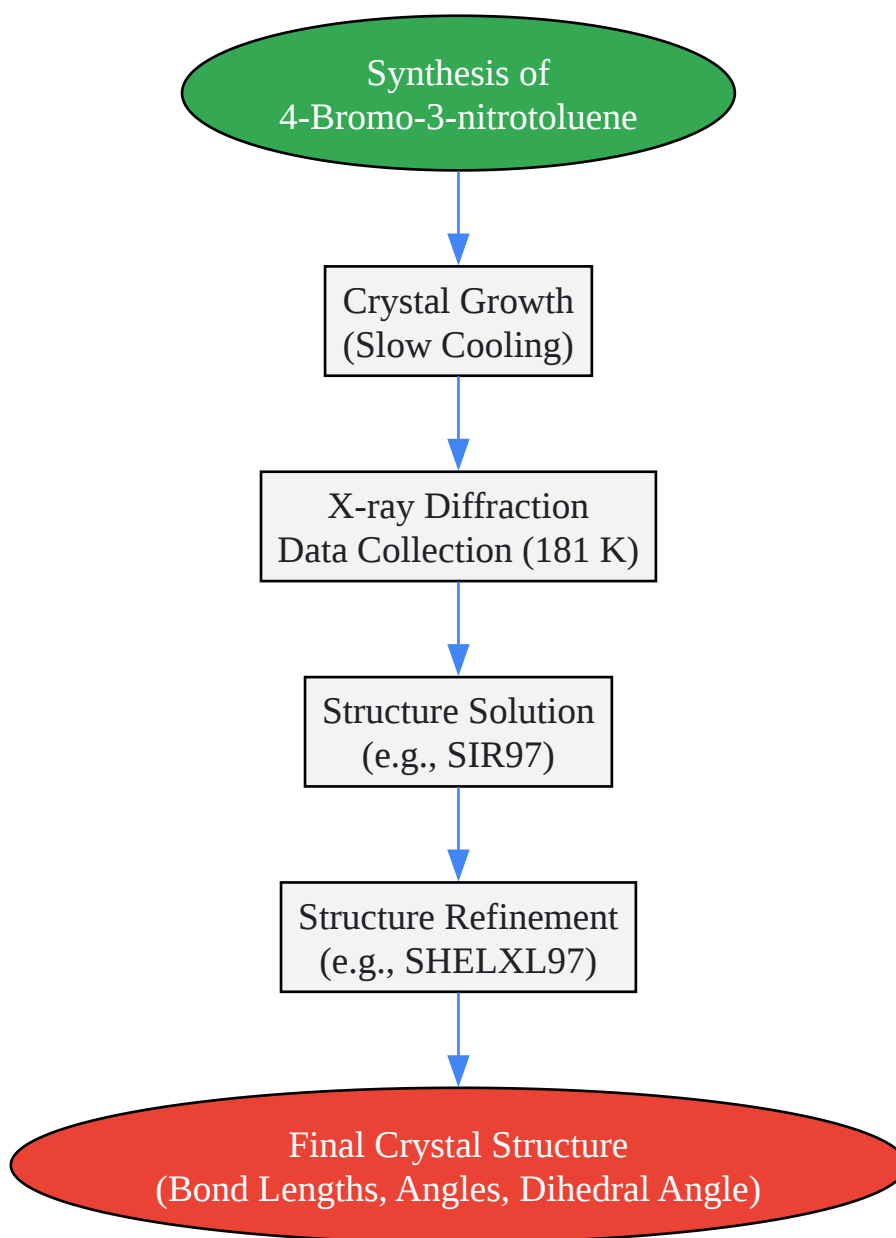 Synthesis of
4-Bromo-3-nitrotoluene
Crystal Growth
(Slow Cooling)
X-ray Diffraction
Data Collection (181 K)
Structure Solution
(e.g., SIR97)
Structure Refinement
(e.g., SHELXL97)
Final Crystal Structure
(Bond Lengths, Angles, Dihedral Angle)